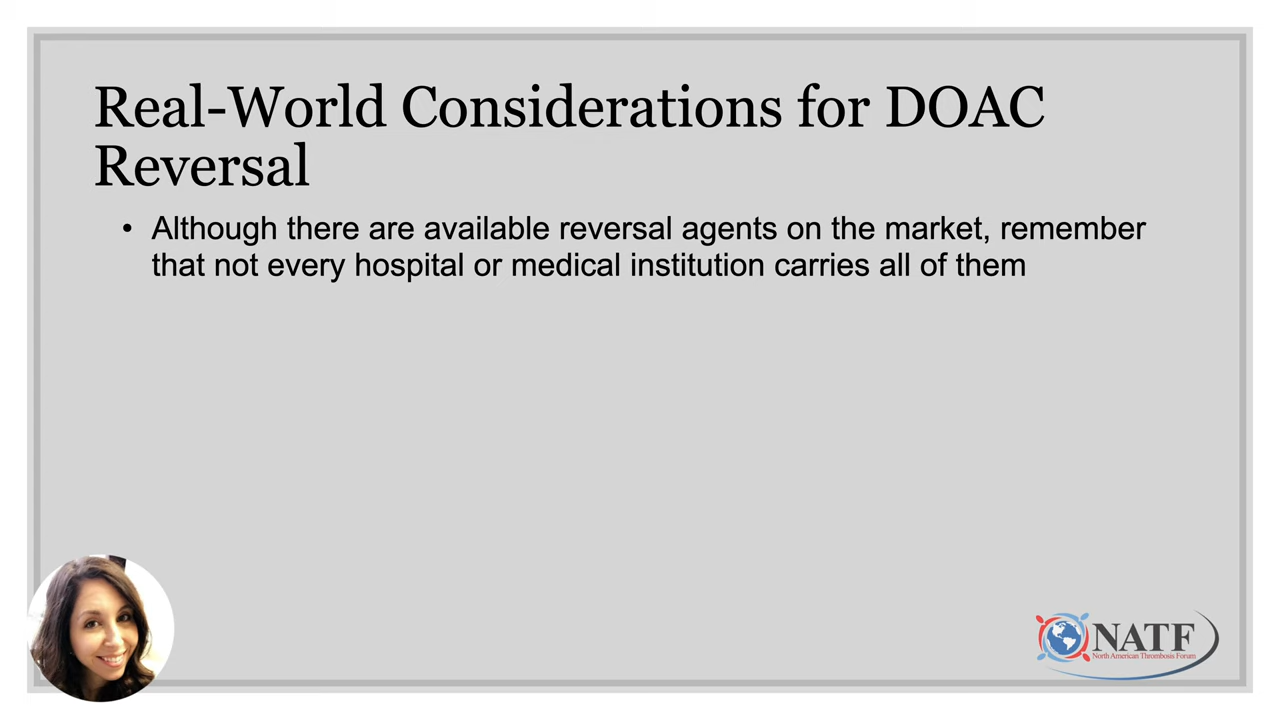 Real-World Considerations for DOAC
Reversal
• Although there are available reversal agents on the market, remember
that not every hospital or medical institution carries all of them
NATF
North American Thrombosis Forum